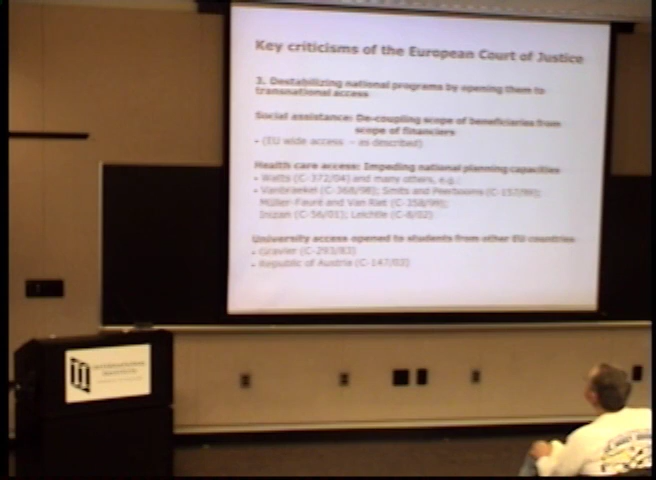 Key criticisms of the European Court of Justice
3. Destabilizing national programs by opening them to
transnational access
Social assistance: De-coupling scope of beneficiaries from
scope of financiers
- (EU wide access - as described)
Health care access: Impeding national planning capacities
- Watts (C-372/04) and many others, e.g.:
- Vanbraekel (C-368/98); Smits and Peerbooms (C-157/99);
Müller-Fauré and Van Riet (C-358/99);
Inizan (C-56/01); Leichtle (C-8/02)
University access opened to students from other EU countries
- Gravier (C-293/83)
- Republic of Austria (C-147/03)
INTERNATIONAL
INSTITUTE